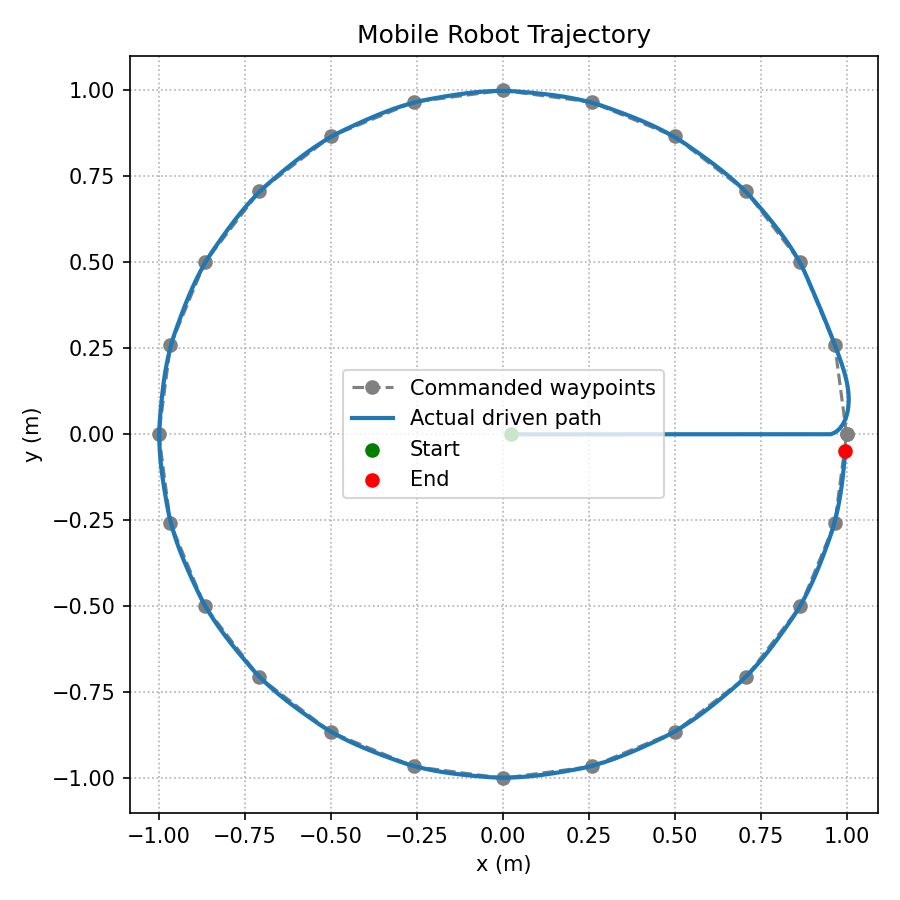 Mobile Robot Trajectory
1.00
0.75
0.50
0.25
0.00
−0.25
−0.50
−0.75
−1.00
y (m)
Commanded waypoints
Actual driven path
Start
End
−1.00 −0.75 −0.50 −0.25 0.00 0.25 0.50 0.75 1.00
x (m)